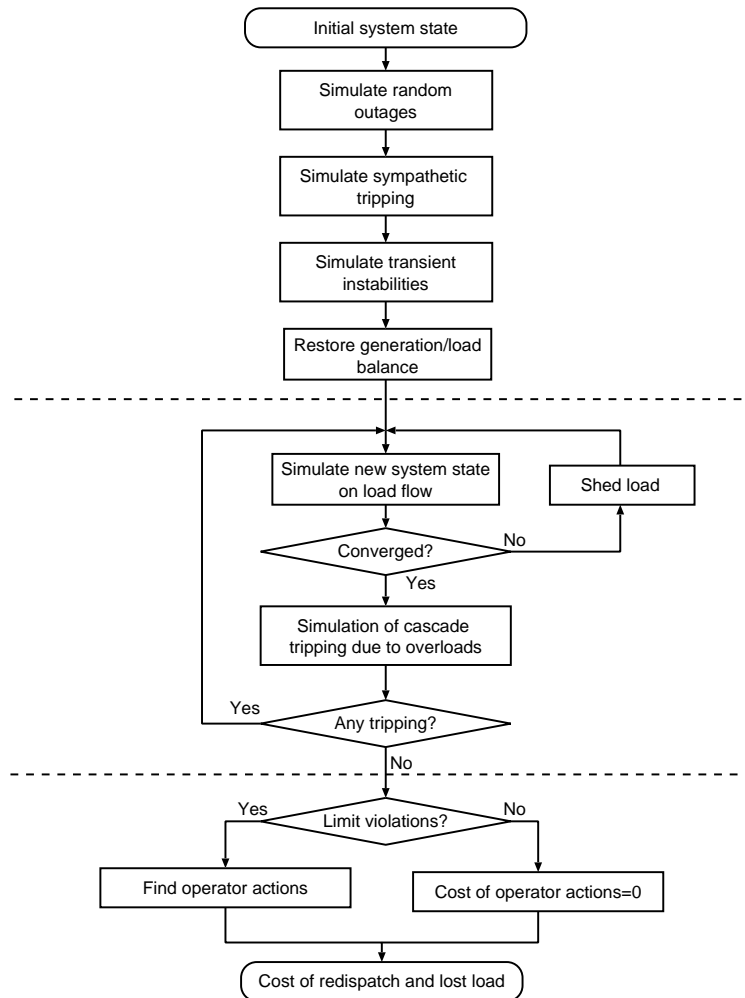 Initial system state
Simulate random
outages
Simulate sympathetic
tripping
Simulate transient
instabilities
Restore generation/load
balance
Simulate new system state
on load flow
Shed load
Converged?
No
Yes
Simulation of cascade
tripping due to overloads
Yes
Any tripping?
No
Yes
Limit violations?
No
Find operator actions
Cost of operator actions=0
Cost of redispatch and lost load